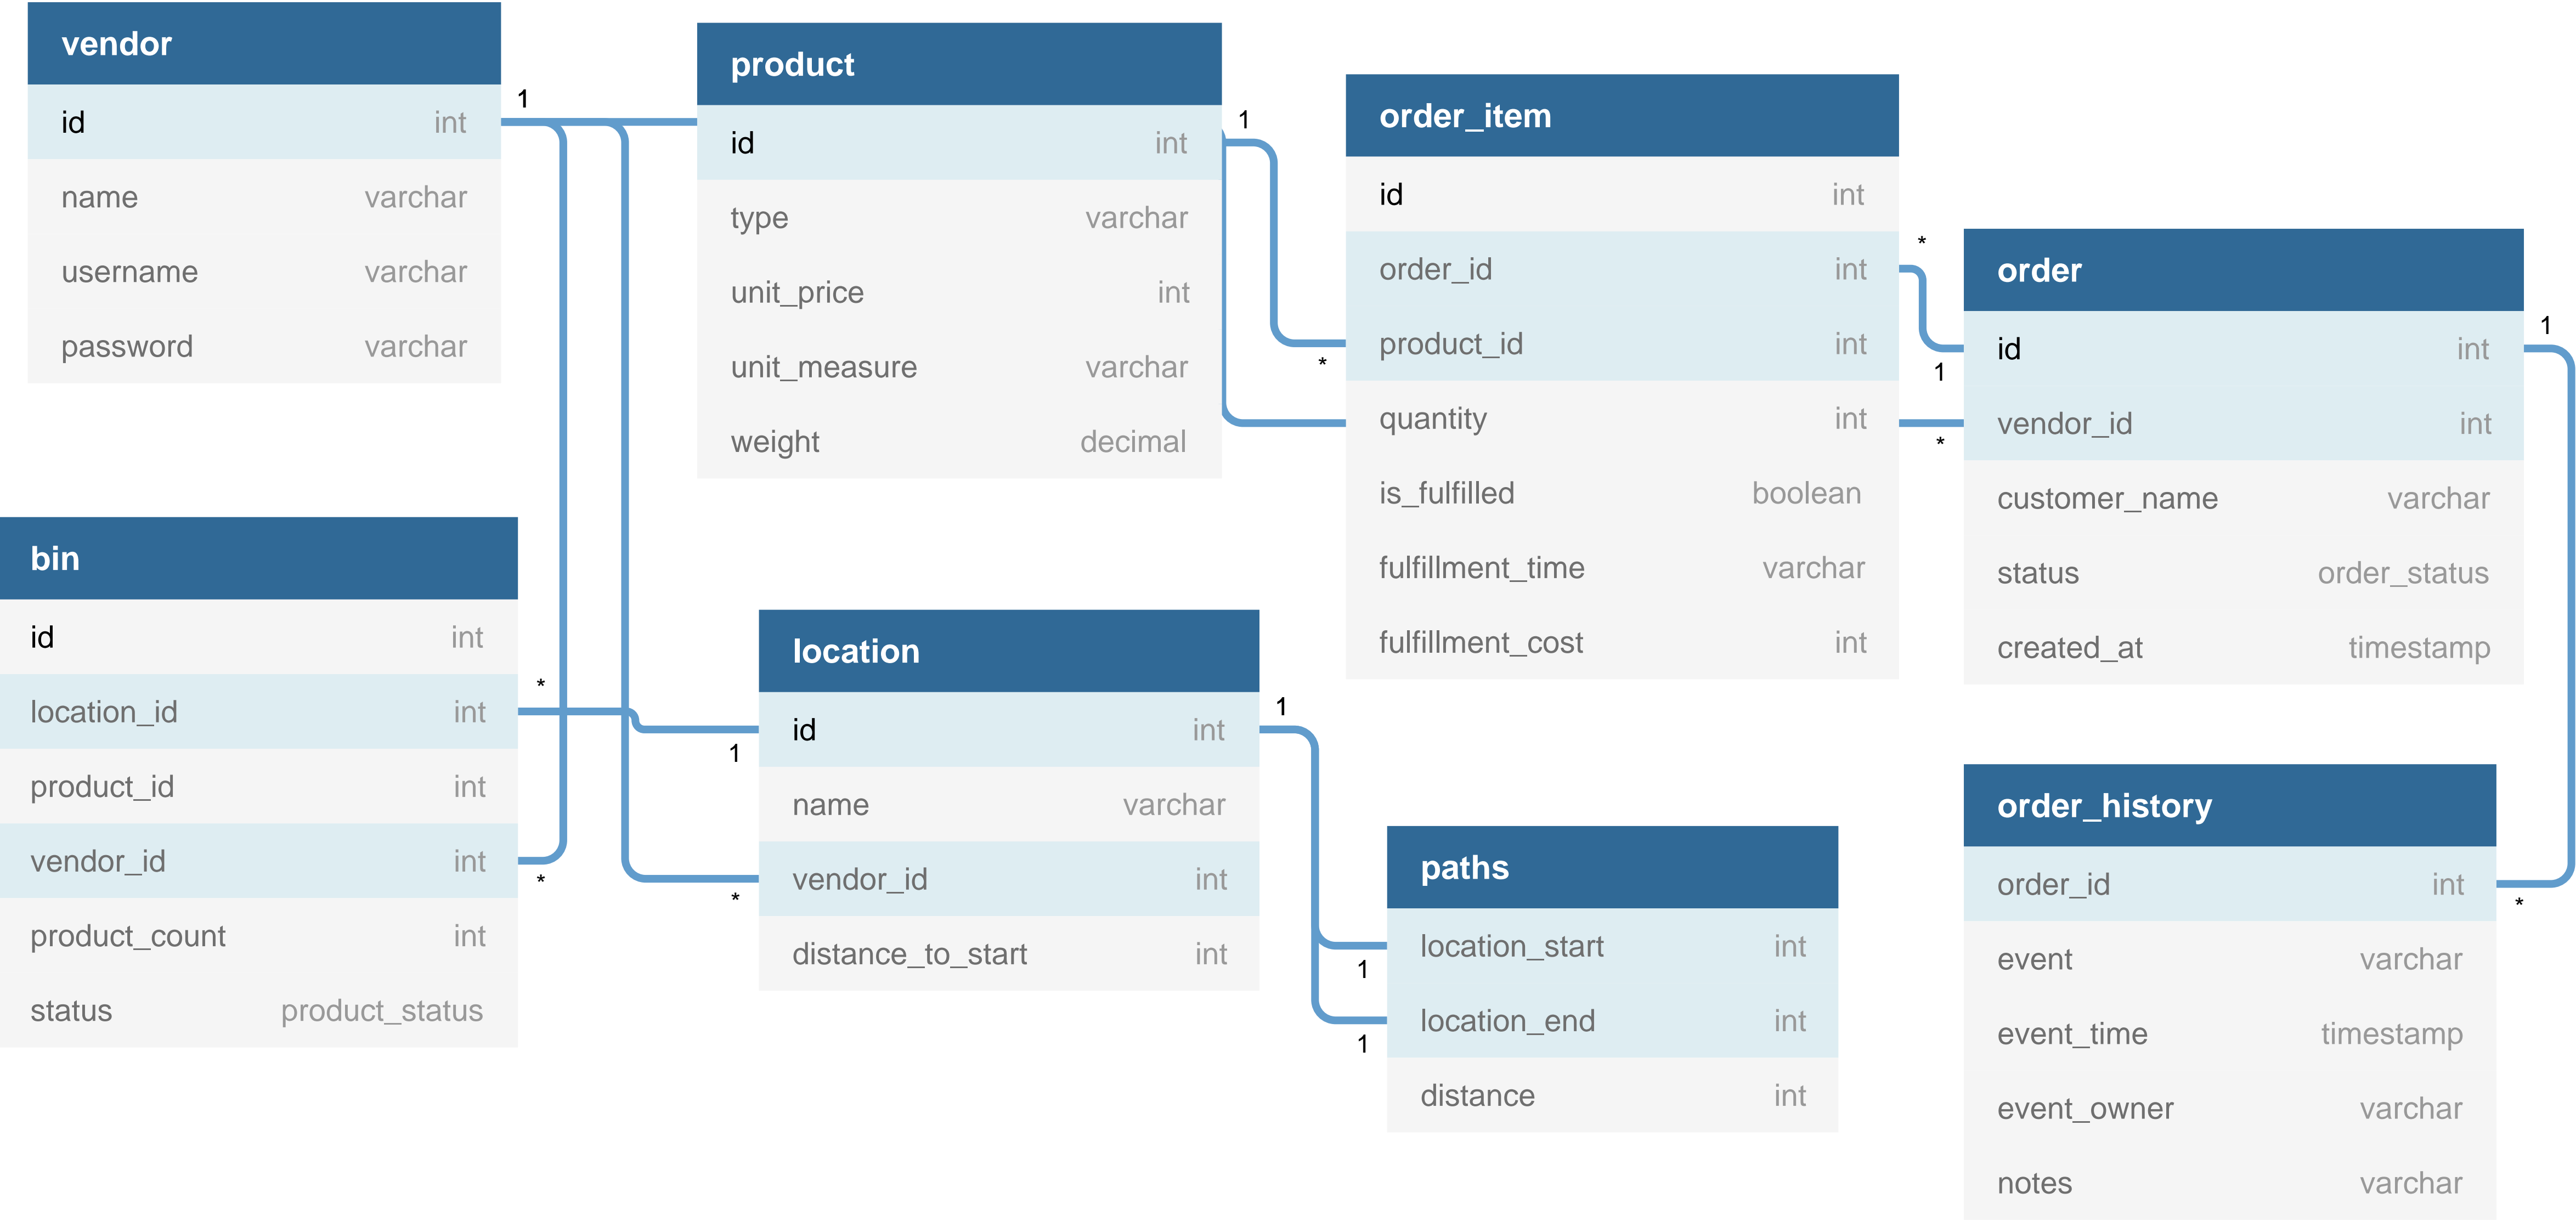 vendor
id int
name varchar
username varchar
password varchar
1
product
id int
type varchar
unit_price int
unit_measure varchar
weight decimal
1
*
order_item
id int
order_id int
product_id int
quantity int
is_fulfilled boolean
fulfillment_time varchar
fulfillment_cost int
*
1
*
order
id int
vendor_id int
customer_name varchar
status order_status
created_at timestamp
1
bin
id int
location_id int
product_id int
vendor_id int
product_count int
status product_status
*
*
1
*
location
id int
name varchar
vendor_id int
distance_to_start int
1
1
1
paths
location_start int
location_end int
distance int
order_history
order_id int
event varchar
event_time timestamp
event_owner varchar
notes varchar
*